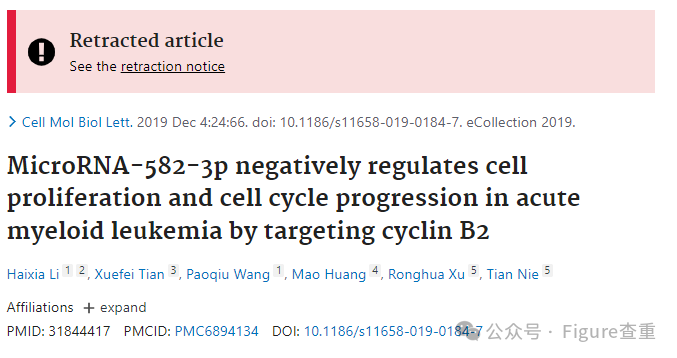 Retracted article
See the retraction notice
Cell Mol Biol Lett. 2019 Dec 4:24:66. doi: 10.1186/s11658-019-0184-7. eCollection 2019.
MicroRNA-582-3p negatively regulates cell
proliferation and cell cycle progression in acute
myeloid leukemia by targeting cyclin B2
Haixia Li 1 2, Xuefei Tian 3, Paoqiu Wang 1, Mao Huang 4, Ronghua Xu 5, Tian Nie 5
Affiliations + expand
PMID: 31844417 PMCID: PMC6894134 DOI: 10.1186/s11658-019-0184-7
公众号 · Figure查重